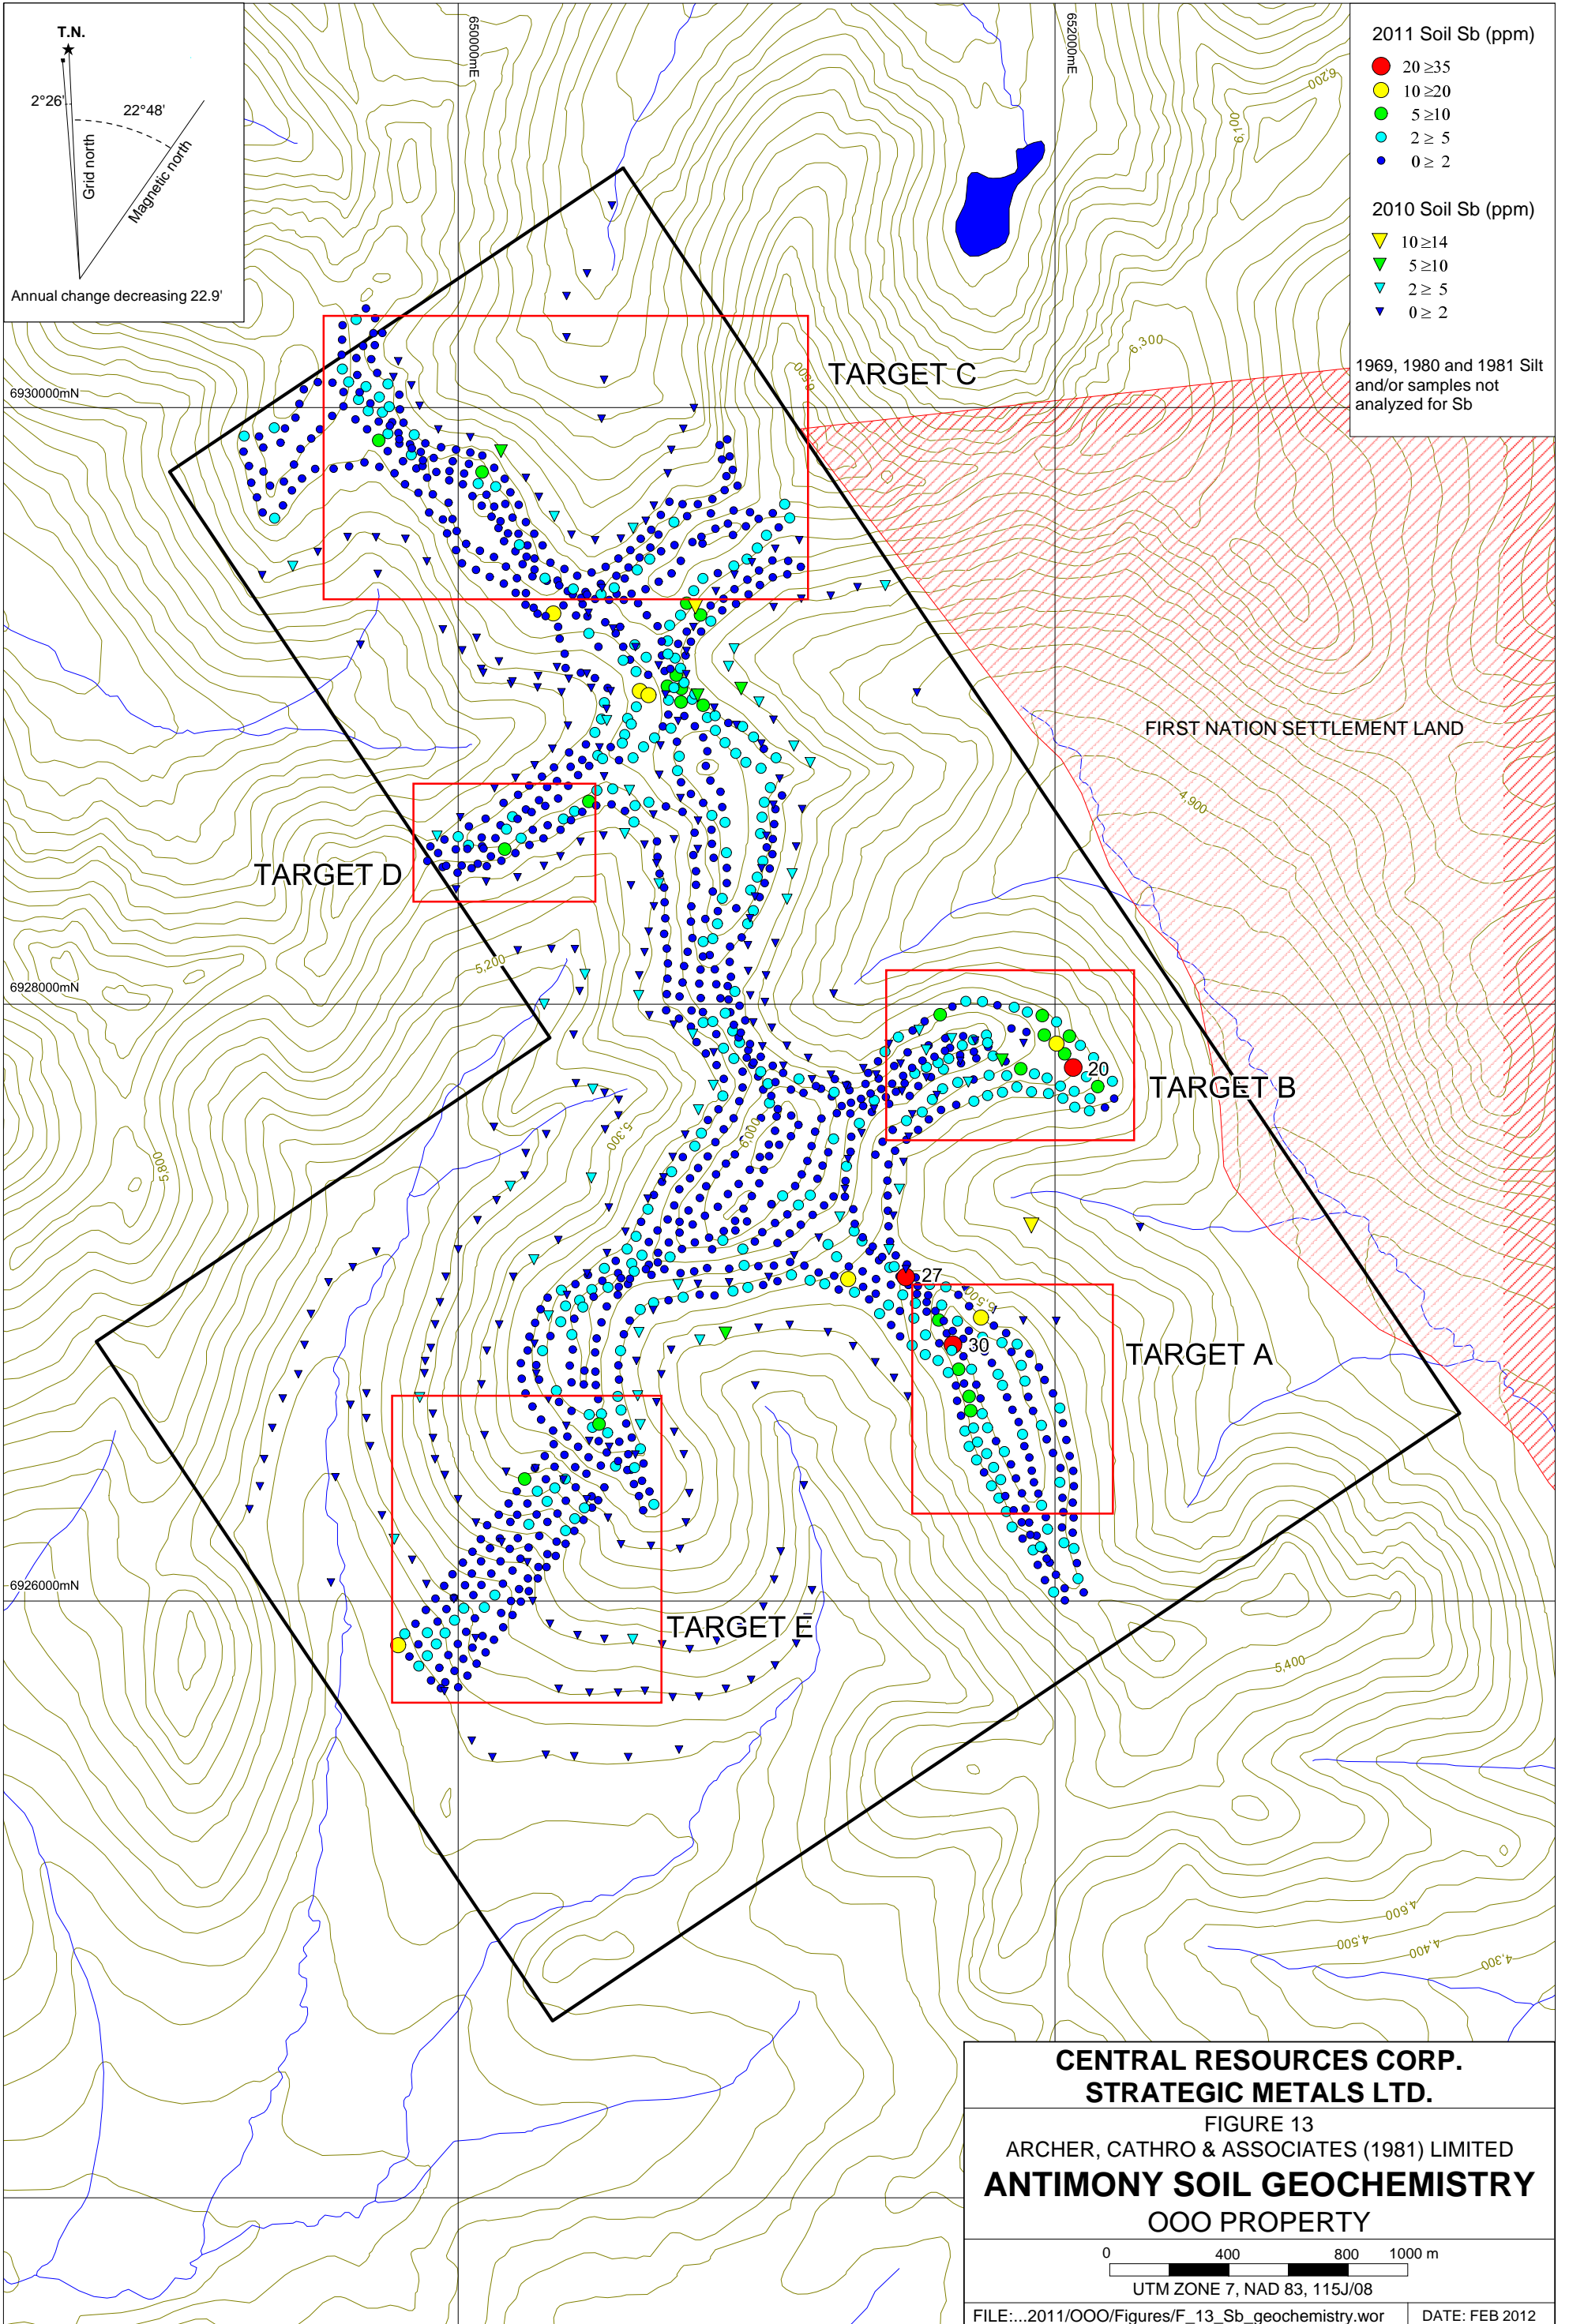 T.N.
2°26'
22°48'
Grid north
Magnetic north
Annual change decreasing 22.9'
650000mE
652000mE
6930000mN
6928000mN
6926000mN
2011 Soil Sb (ppm)
20 ≥35
10 ≥20
5 ≥10
2 ≥ 5
0 ≥ 2
2010 Soil Sb (ppm)
10 ≥14
5 ≥10
2 ≥ 5
0 ≥ 2
1969, 1980 and 1981 Silt
and/or samples not
analyzed for Sb
6,200
6,100
6,300
TARGET C
FIRST NATION SETTLEMENT LAND
4,900
TARGET D
5,200
20
TARGET B
5,300
6,000
5,800
27
5,500
30
TARGET A
TARGET E
5,400
4,600
4,500
4,400
4,300
CENTRAL RESOURCES CORP.
STRATEGIC METALS LTD.
FIGURE 13
ARCHER, CATHRO & ASSOCIATES (1981) LIMITED
ANTIMONY SOIL GEOCHEMISTRY
OOO PROPERTY
0 400 800 1000 m
UTM ZONE 7, NAD 83, 115J/08
FILE:...2011/OOO/Figures/F_13_Sb_geochemistry.wor
DATE: FEB 2012